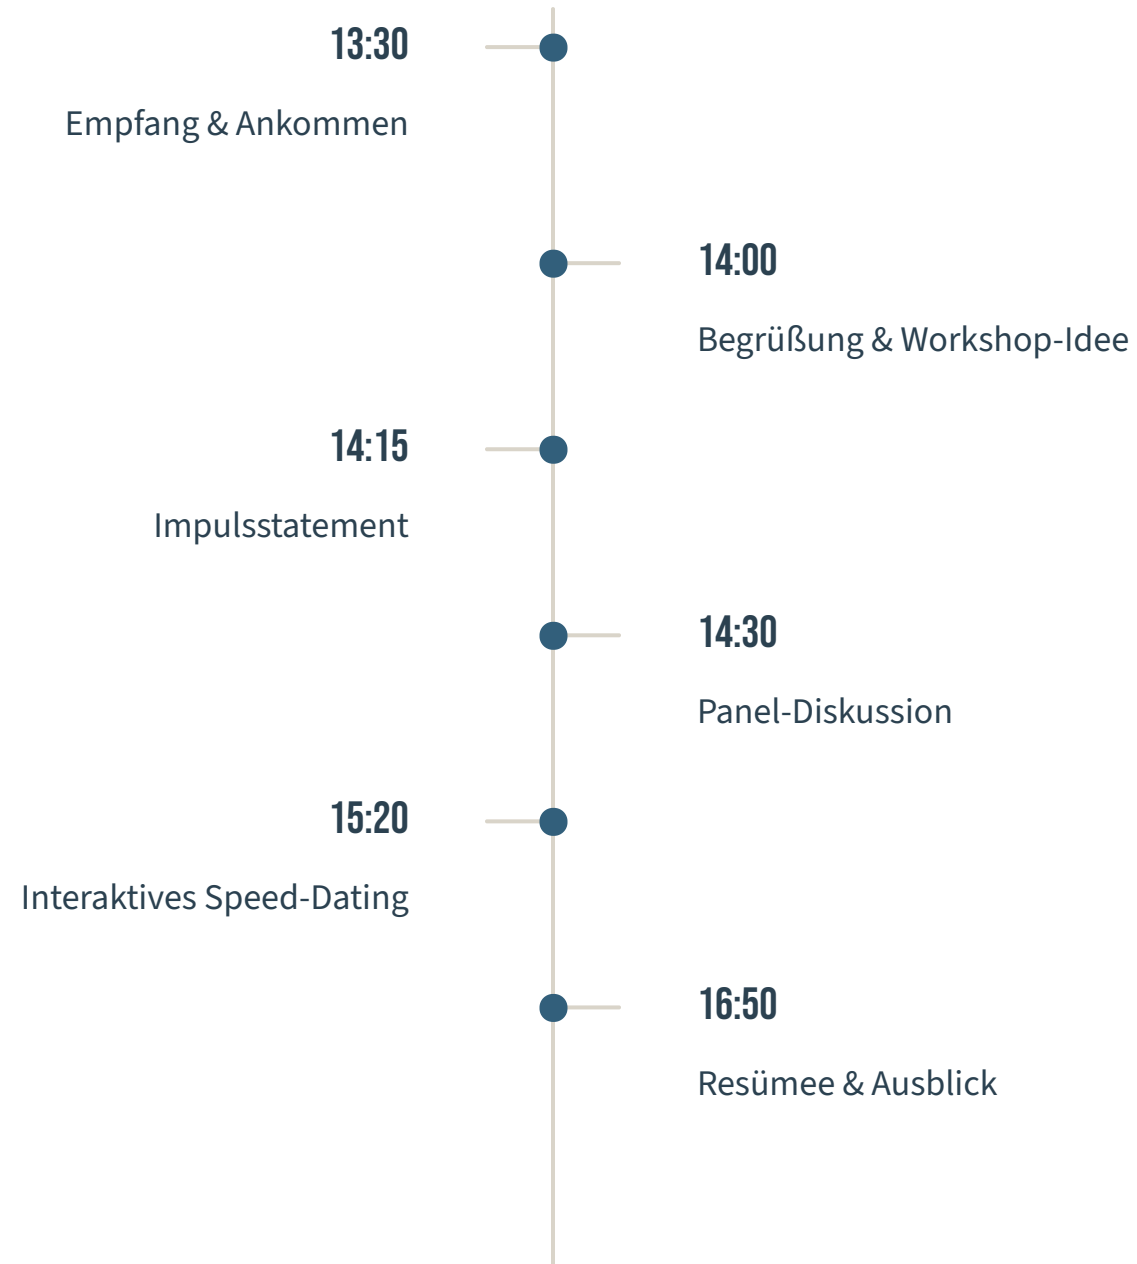 13:30
Empfang & Ankommen
14:00
Begrüßung & Workshop-Idee
14:15
Impulsstatement
14:30
Panel-Diskussion
15:20
Interaktives Speed-Dating
16:50
Resümee & Ausblick